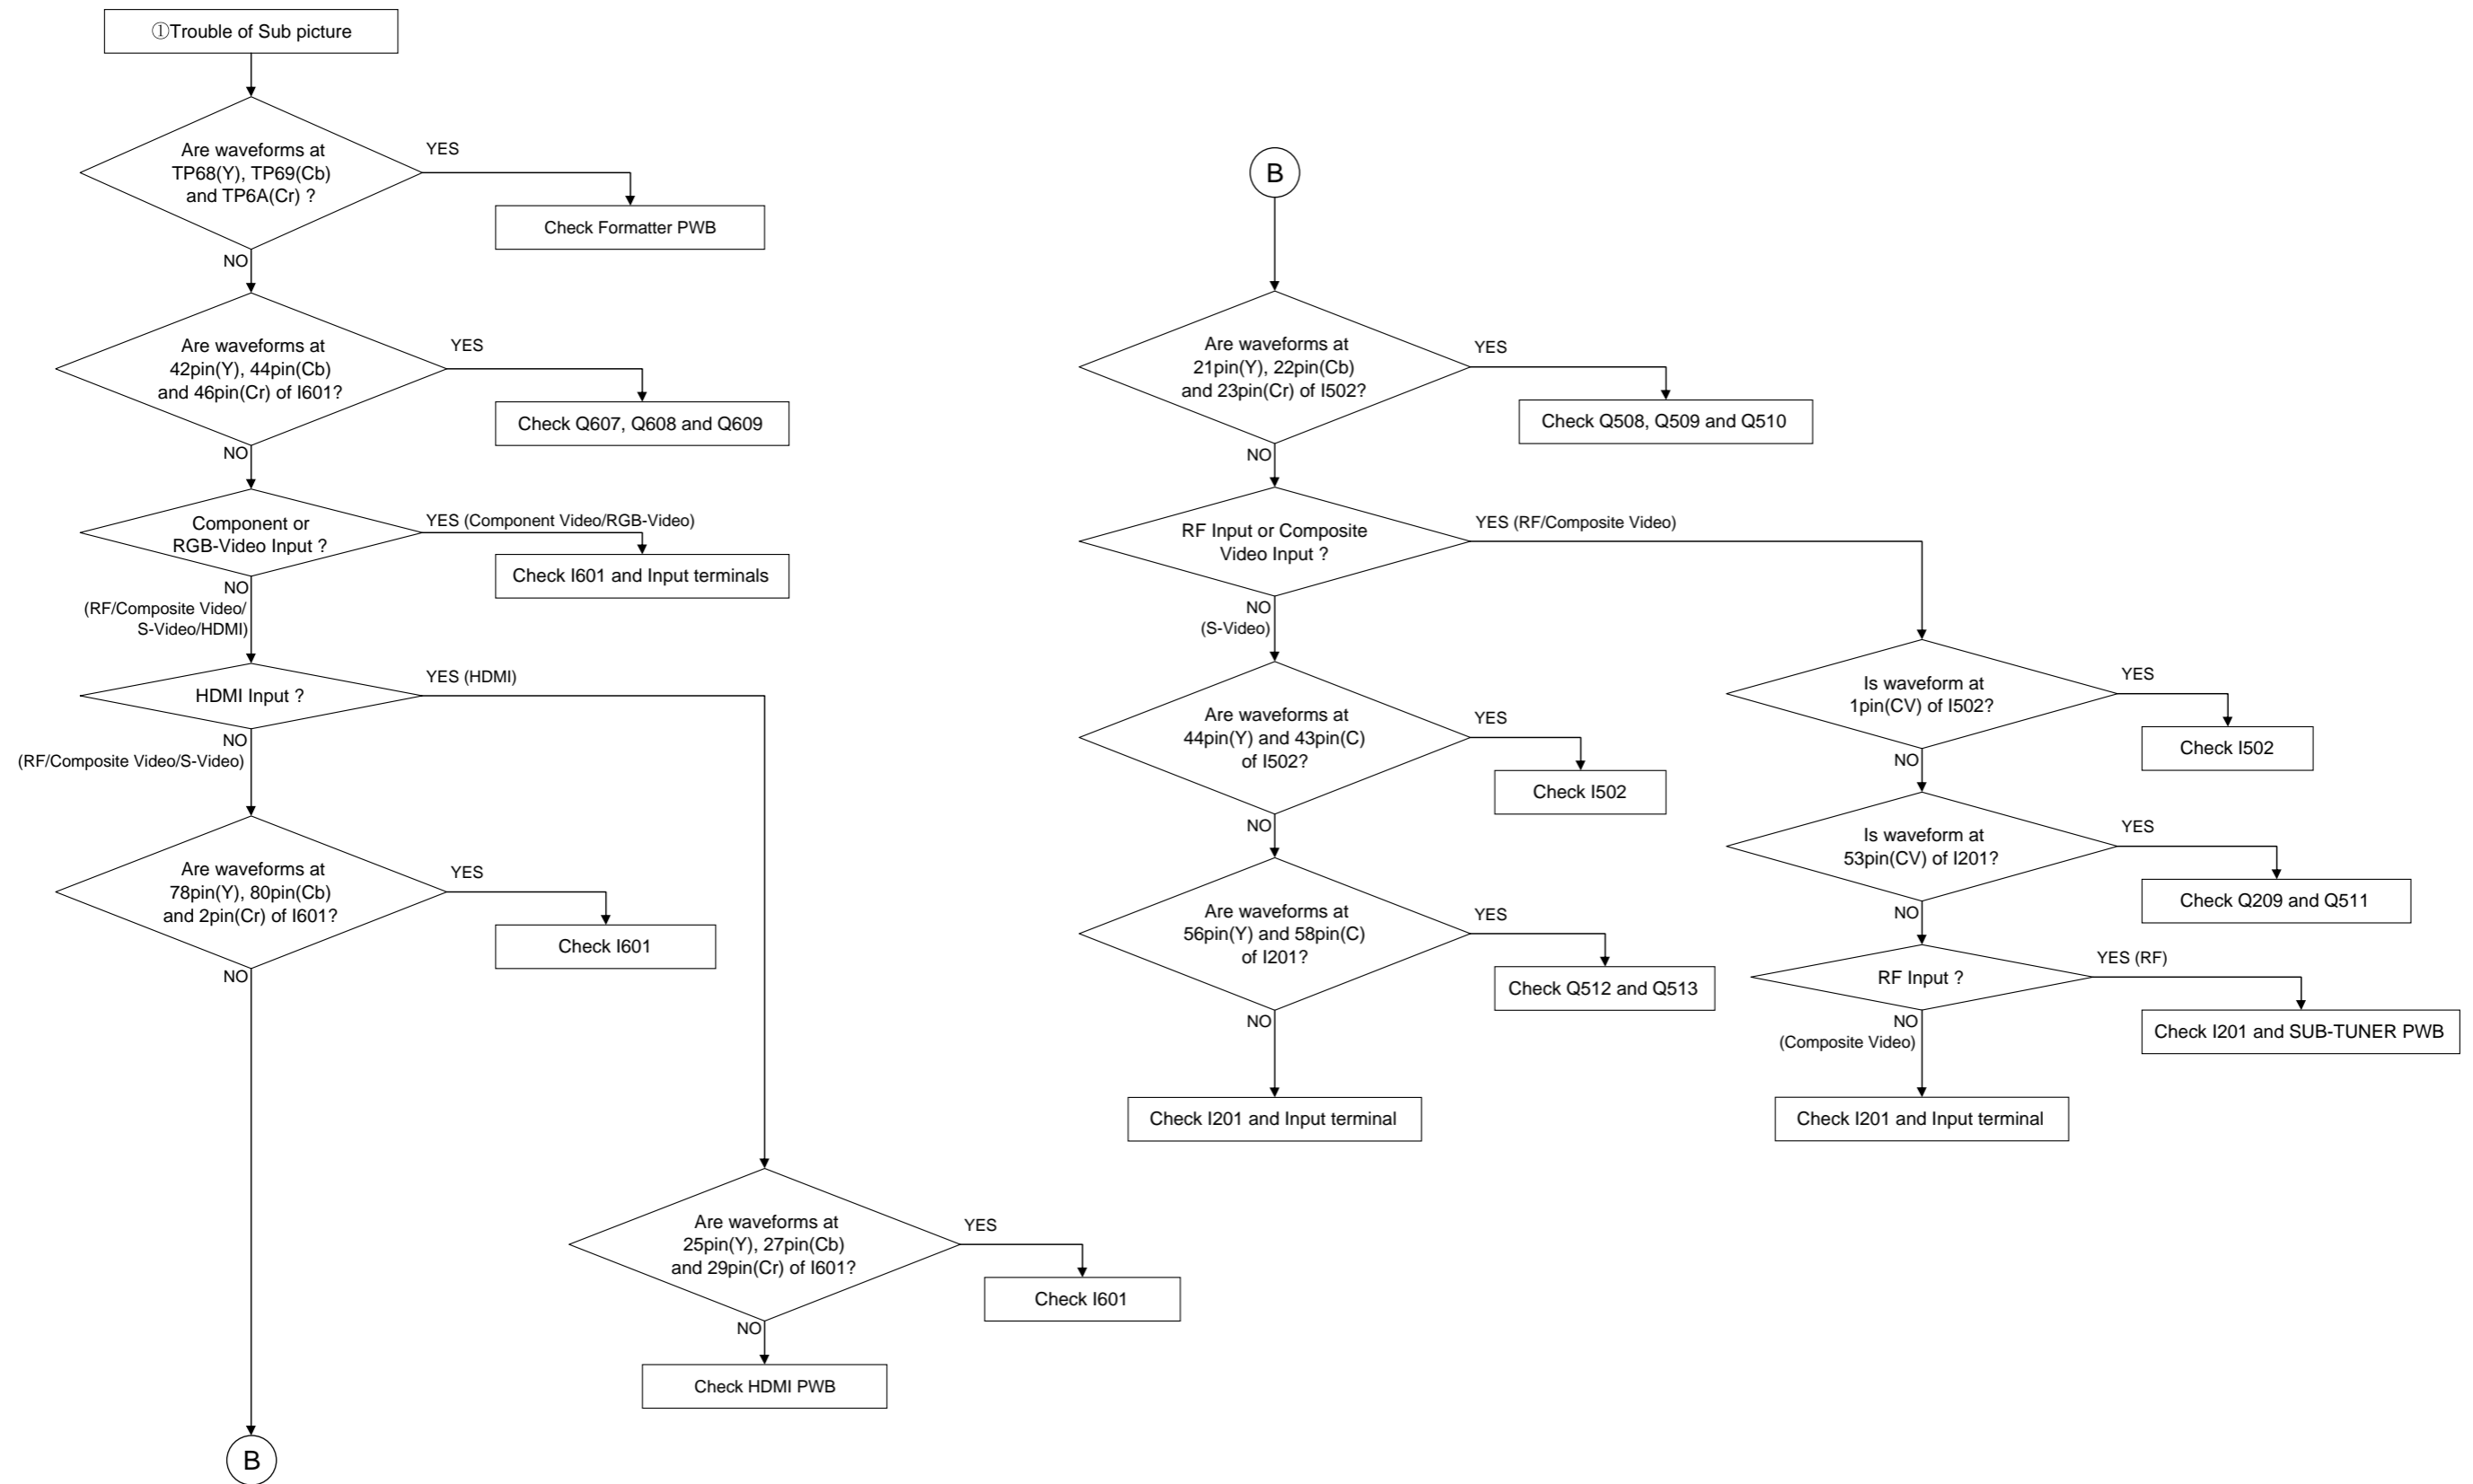 ①Trouble of Sub picture
Are waveforms at
TP68(Y), TP69(Cb)
and TP6A(Cr) ?
YES
Check Formatter PWB
NO
Are waveforms at
42pin(Y), 44pin(Cb)
and 46pin(Cr) of I601?
YES
Check Q607, Q608 and Q609
NO
Component or
RGB-Video Input ?
YES (Component Video/RGB-Video)
Check I601 and Input terminals
NO
(RF/Composite Video/
S-Video/HDMI)
HDMI Input ?
YES (HDMI)
NO
(RF/Composite Video/S-Video)
Are waveforms at
78pin(Y), 80pin(Cb)
and 2pin(Cr) of I601?
YES
Check I601
NO
Are waveforms at
25pin(Y), 27pin(Cb)
and 29pin(Cr) of I601?
YES
Check I601
NO
Check HDMI PWB
B
B
Are waveforms at
21pin(Y), 22pin(Cb)
and 23pin(Cr) of I502?
YES
Check Q508, Q509 and Q510
NO
RF Input or Composite
Video Input ?
YES (RF/Composite Video)
NO
(S-Video)
Are waveforms at
44pin(Y) and 43pin(C)
of I502?
YES
Check I502
NO
Are waveforms at
56pin(Y) and 58pin(C)
of I201?
YES
Check Q512 and Q513
NO
Check I201 and Input terminal
Is waveform at
1pin(CV) of I502?
YES
Check I502
NO
Is waveform at
53pin(CV) of I201?
YES
Check Q209 and Q511
NO
RF Input ?
YES (RF)
Check I201 and SUB-TUNER PWB
NO
(Composite Video)
Check I201 and Input terminal